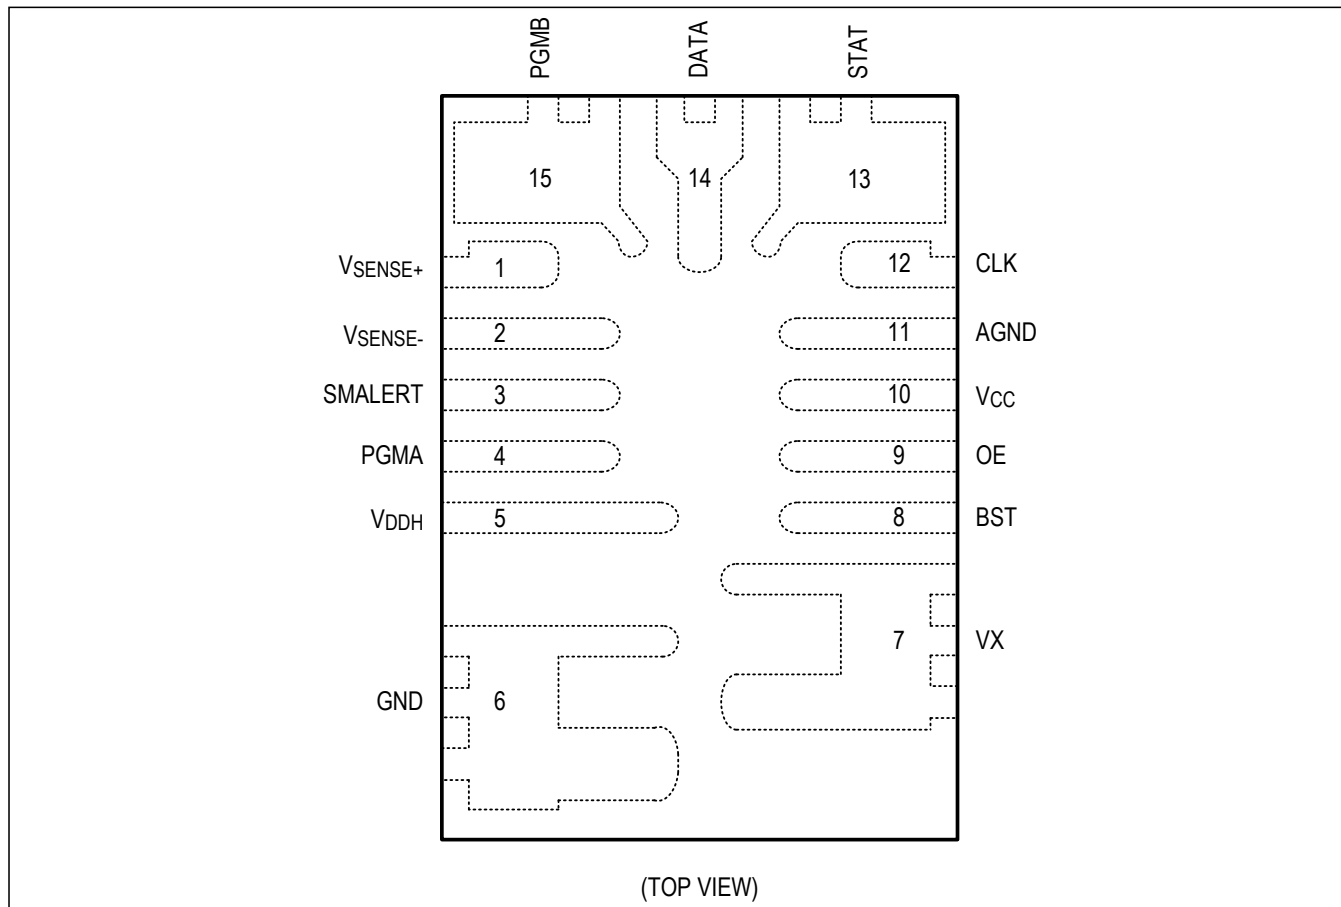 PGMB
DATA
STAT
15
14
13
VSENSE+
1
12
CLK
VSENSE-
2
11
AGND
SMALERT
3
10
VCC
PGMA
4
9
OE
VDDH
5
8
BST
7
VX
GND
6
(TOP VIEW)